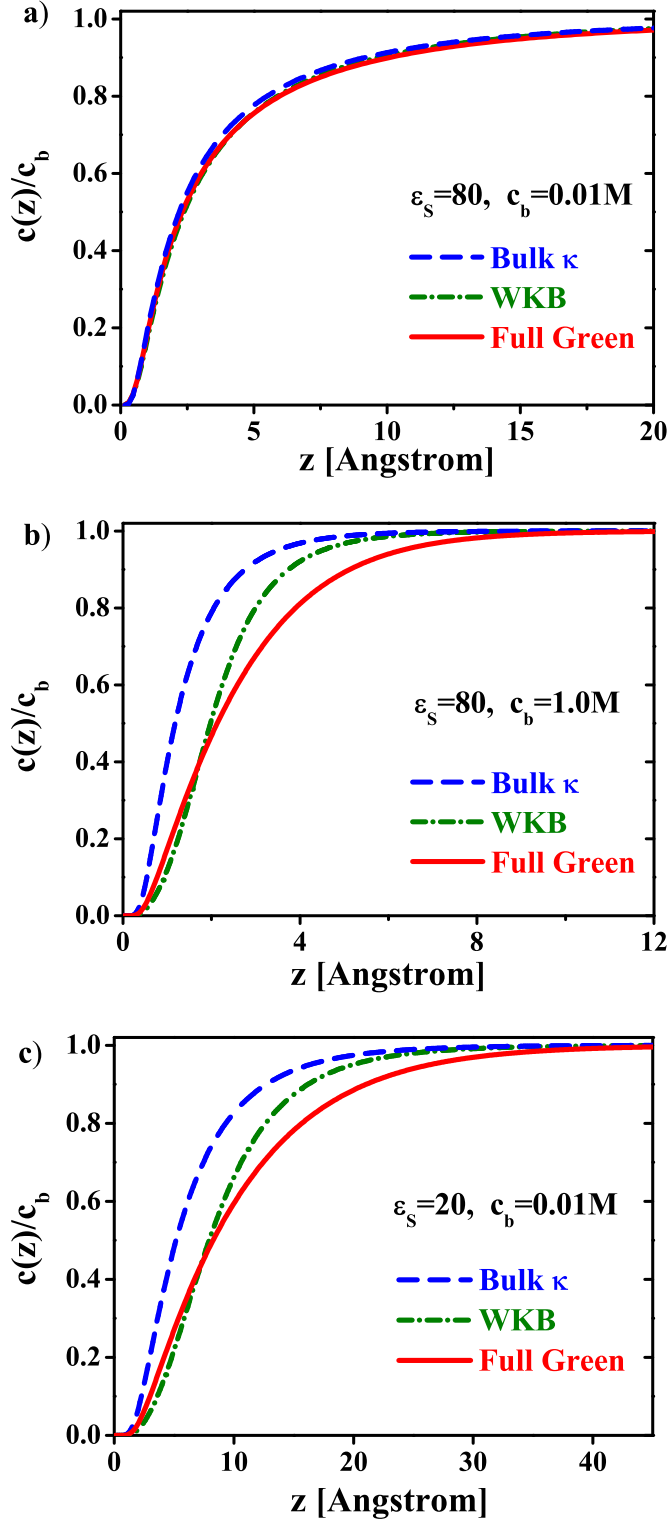 a)
1.0
0.8
0.6
0.4
0.2
0.0
c(z)/c_b
ε_S=80, c_b=0.01M
Bulk κ
WKB
Full Green
0 5 10 15 20
z [Angstrom]
b)
1.0
0.8
0.6
0.4
0.2
0.0
c(z)/c_b
ε_S=80, c_b=1.0M
Bulk κ
WKB
Full Green
0 4 8 12
z [Angstrom]
c)
1.0
0.8
0.6
0.4
0.2
0.0
c(z)/c_b
ε_S=20, c_b=0.01M
Bulk κ
WKB
Full Green
0 10 20 30 40
z [Angstrom]